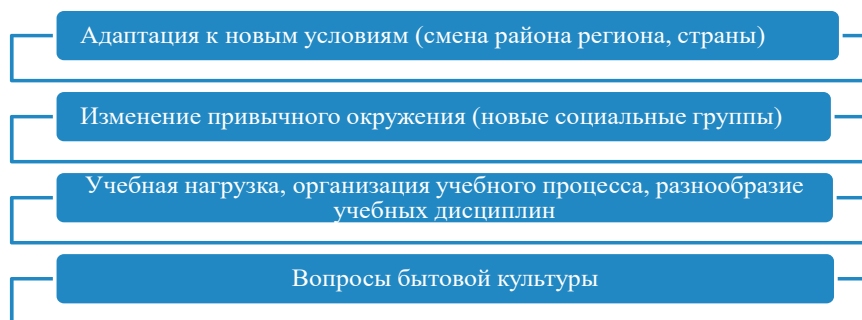 Адаптация к новым условиям (смена района региона, страны)
Изменение привычного окружения (новые социальные группы)
Учебная нагрузка, организация учебного процесса, разнообразие
учебных дисциплин
Вопросы бытовой культуры